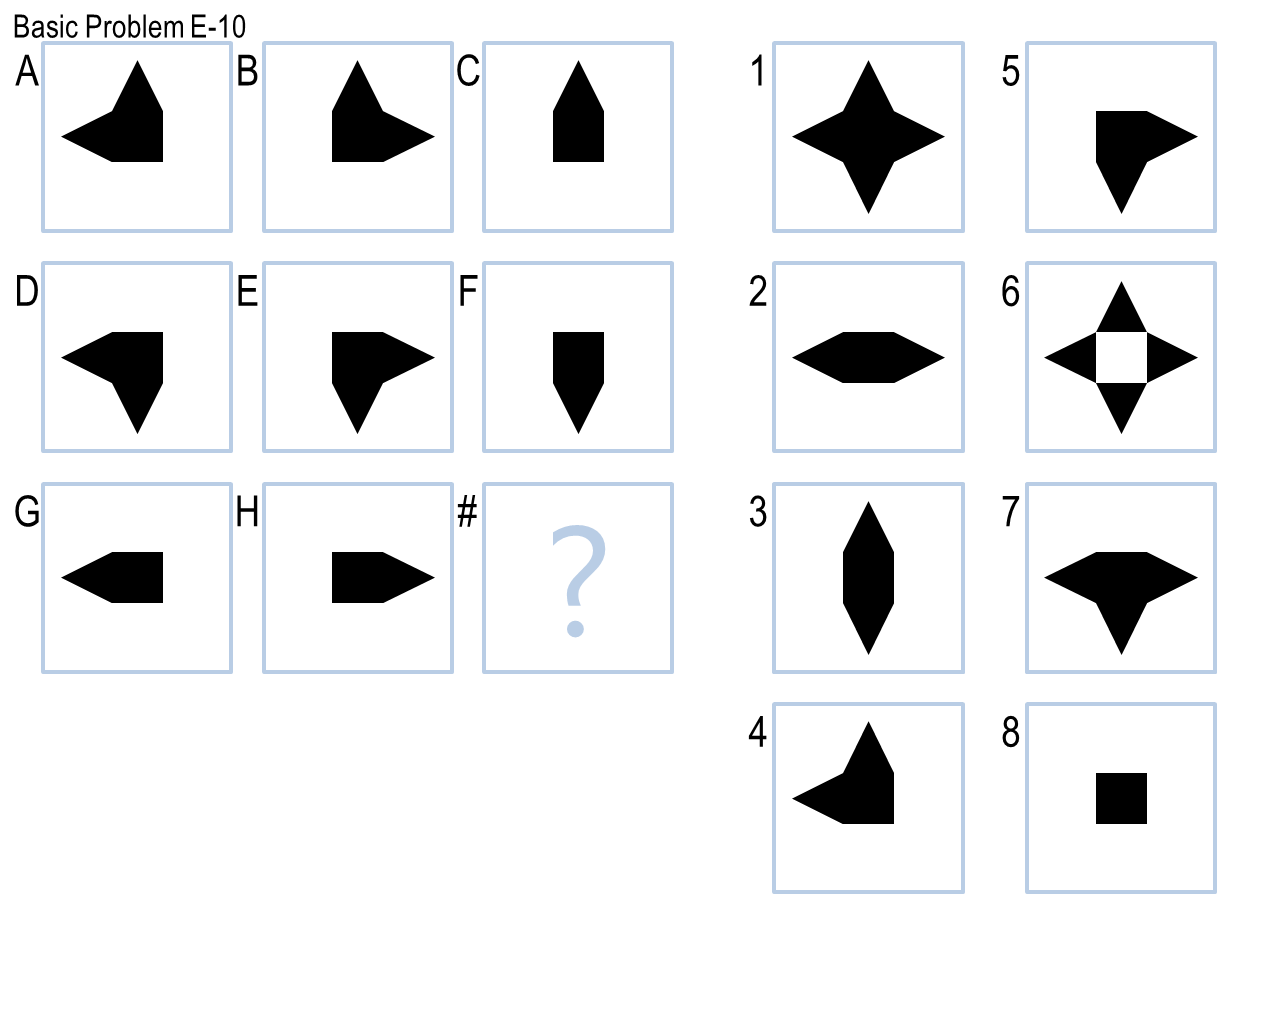 Basic Problem E-10
A B C 1 5
D E F 2 6
G H # ? 3 7
4 8